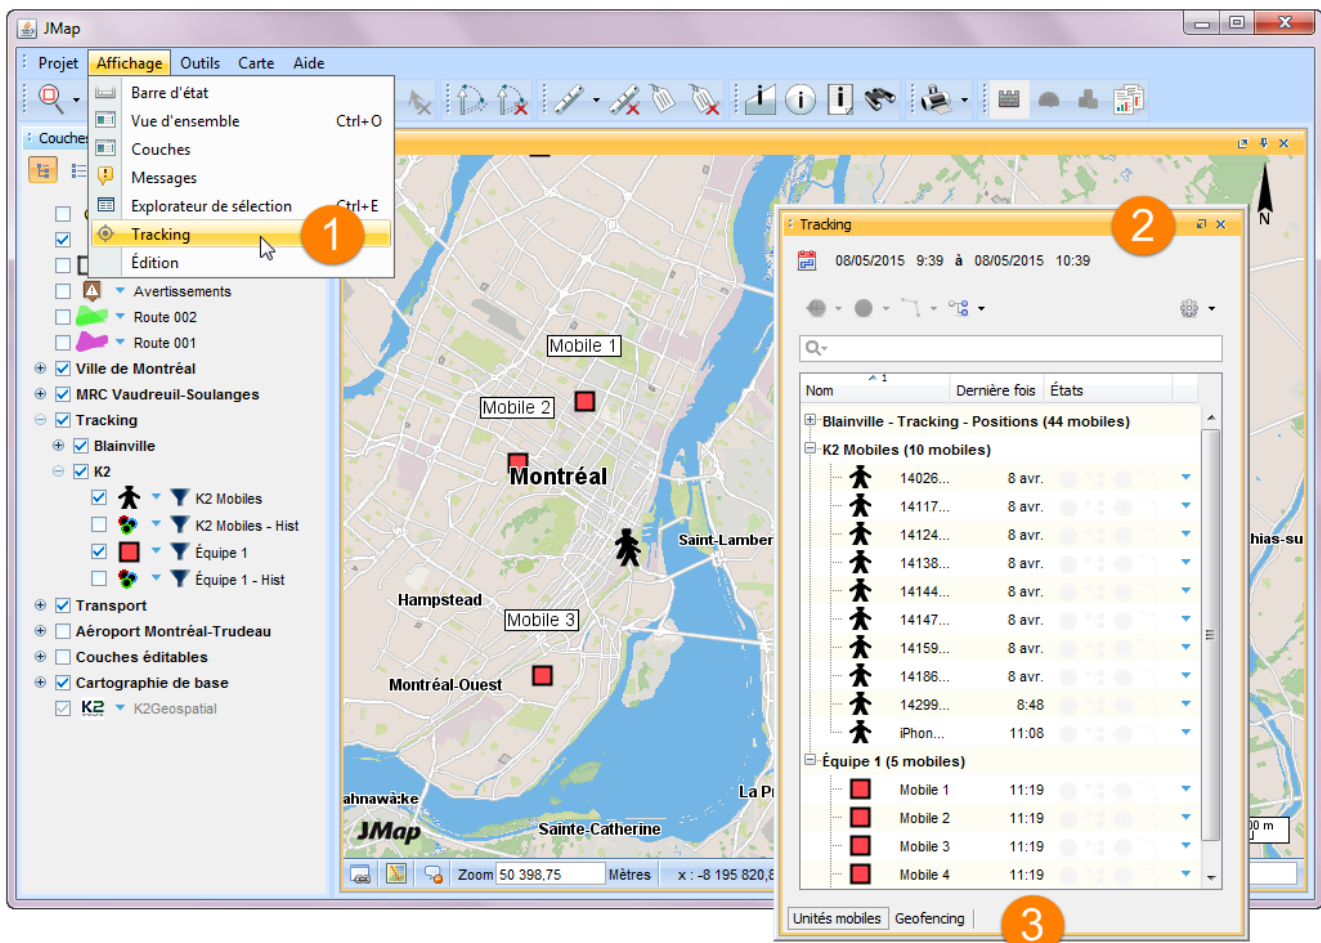 JMap
Projet Affichage Outils Carte Aide
Barre d'état
Vue d'ensemble Ctrl+O
Couches
Messages
Explorateur de sélection Ctrl+E
Tracking
Édition
1
Couches
Avertissements
Route 002
Route 001
Ville de Montréal
MRC Vaudreuil-Soulanges
Tracking
Blainville
K2
K2 Mobiles
K2 Mobiles - Hist
Équipe 1
Équipe 1 - Hist
Transport
Aéroport Montréal-Trudeau
Couches éditables
Cartographie de base
K2 K2Geospatial
N
Mobile 1
Mobile 2
Montréal
Saint-Lamber
hias-su
Hampstead
Mobile 3
Montréal-Ouest
ahnawà:ke
La P
JMap
Sainte-Catherine
00 m
Zoom 50 398,75 Mètres x : -8 195 820,8
Tracking
2
08/05/2015 9:39 à 08/05/2015 10:39
Nom 1 Dernière fois États
Blainville - Tracking - Positions (44 mobiles)
K2 Mobiles (10 mobiles)
14026... 8 avr.
14117... 8 avr.
14124... 8 avr.
14138... 8 avr.
14144... 8 avr.
14147... 8 avr.
14159... 8 avr.
14186... 8 avr.
14299... 8:48
iPhon... 11:08
Équipe 1 (5 mobiles)
Mobile 1 11:19
Mobile 2 11:19
Mobile 3 11:19
Mobile 4 11:19
Unités mobiles Geofencing
3